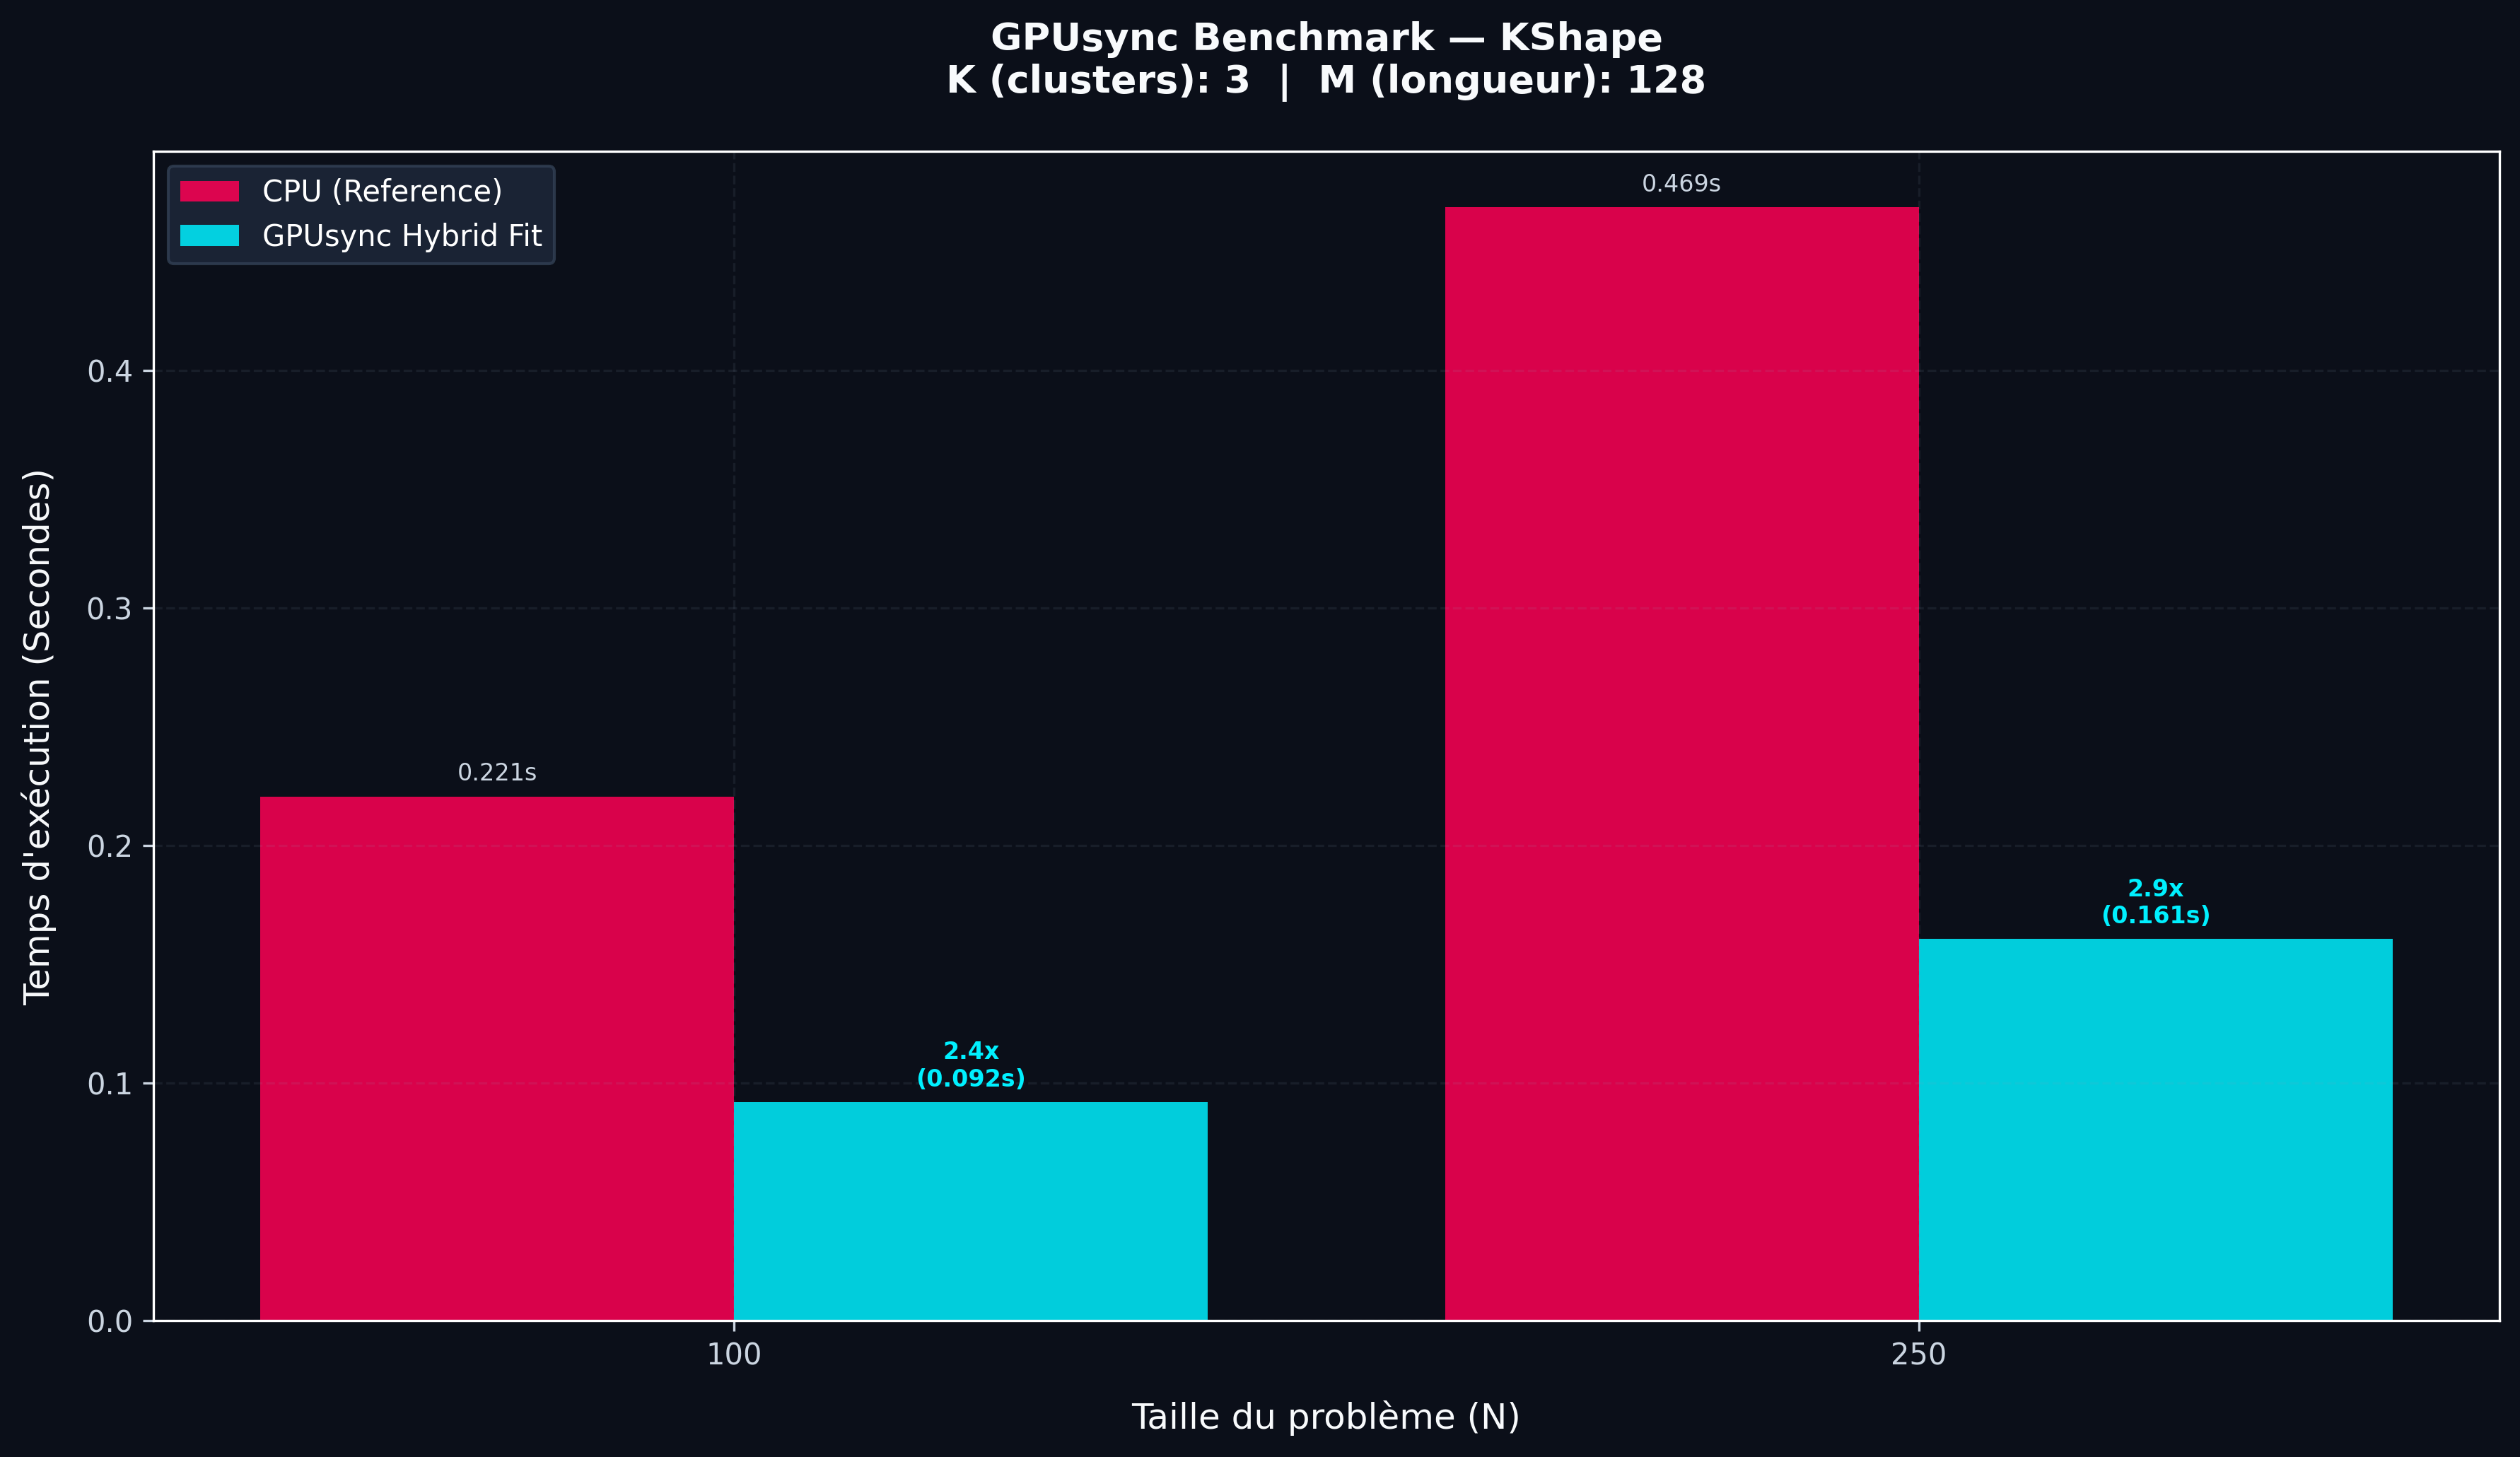 GPUsync Benchmark — KShape
K (clusters): 3 | M (longueur): 128
CPU (Reference)
GPUsync Hybrid Fit
Temps d'exécution (Secondes)
0.4
0.3
0.2
0.1
0.0
0.221s
2.4x
(0.092s)
0.469s
2.9x
(0.161s)
100
250
Taille du problème (N)